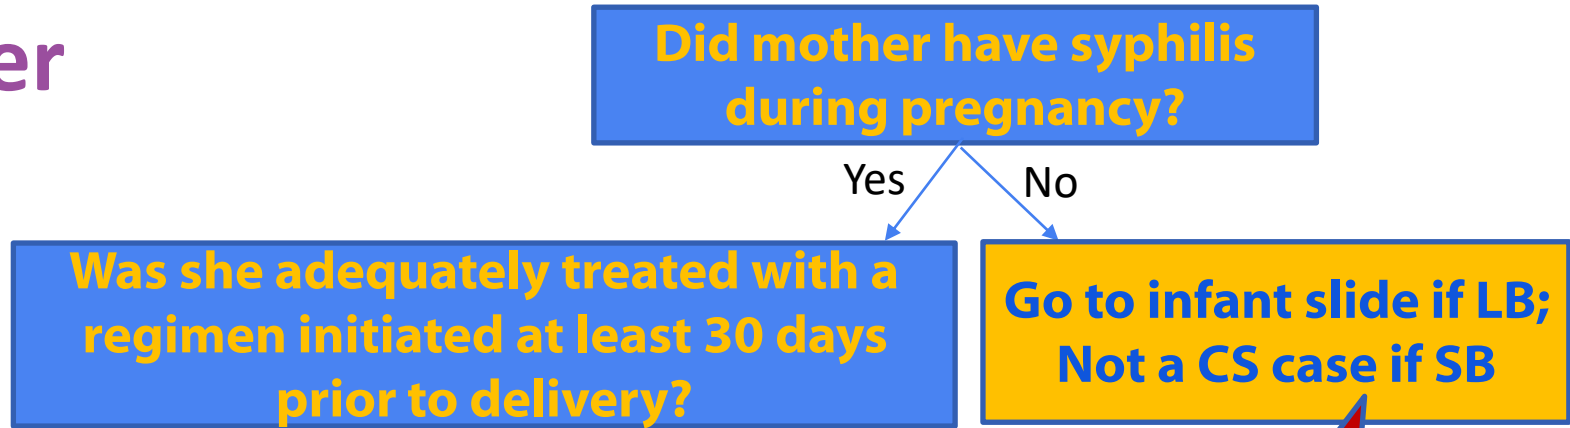 er
Did mother have syphilis
during pregnancy?
Yes
No
Was she adequately treated with a
regimen initiated at least 30 days
prior to delivery?
Go to infant slide if LB;
Not a CS case if SB